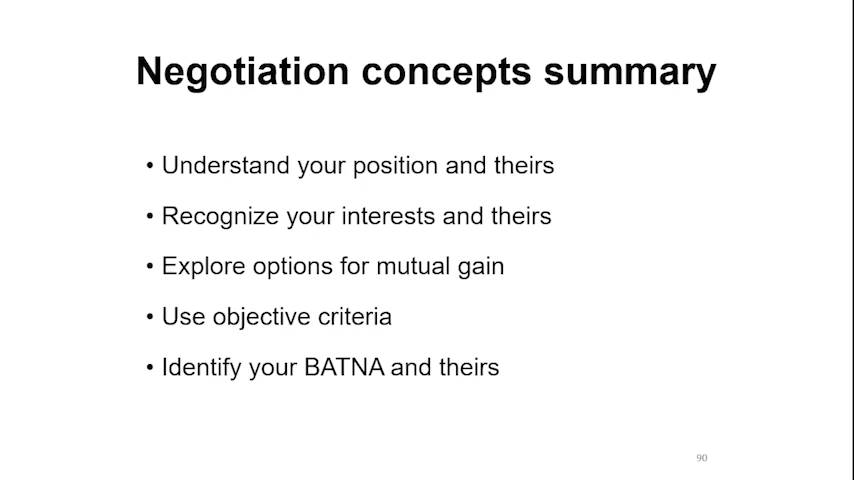 Negotiation concepts summary
• Understand your position and theirs
• Recognize your interests and theirs
• Explore options for mutual gain
• Use objective criteria
• Identify your BATNA and theirs
90